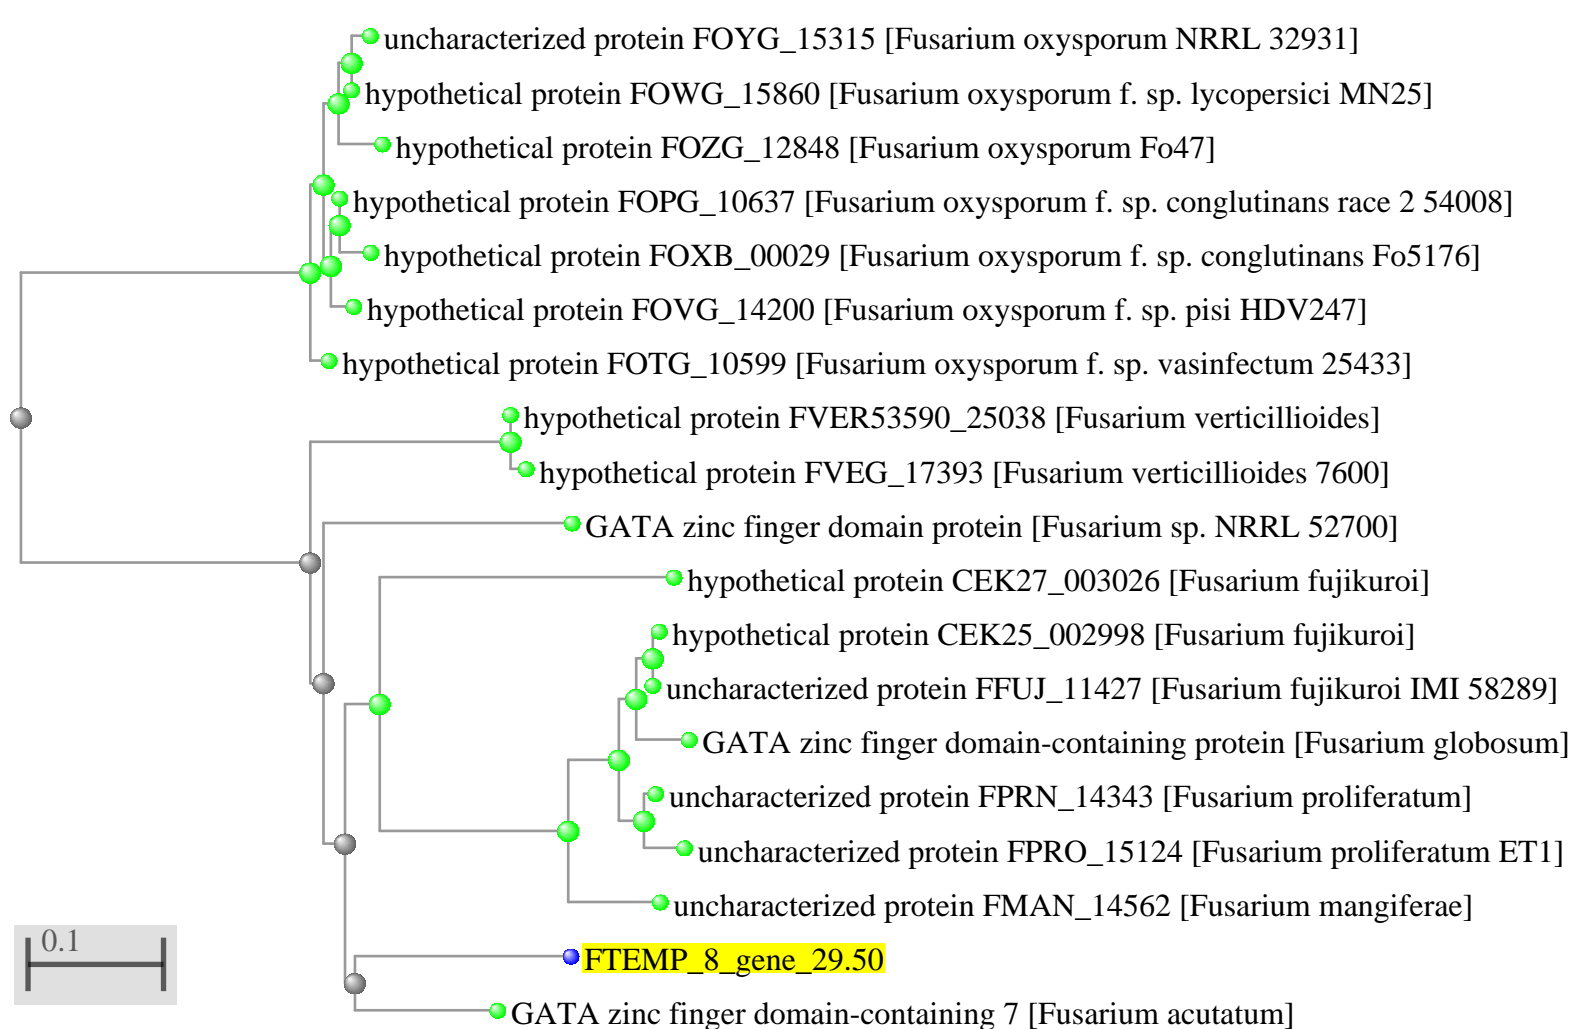 uncharacterized protein FOYG_15315 [Fusarium oxysporum NRRL 32931]
hypothetical protein FOWG_15860 [Fusarium oxysporum f. sp. lycopersici MN25]
hypothetical protein FOZG_12848 [Fusarium oxysporum Fo47]
hypothetical protein FOPG_10637 [Fusarium oxysporum f. sp. conglutinans race 2 54008]
hypothetical protein FOXB_00029 [Fusarium oxysporum f. sp. conglutinans Fo5176]
hypothetical protein FOVG_14200 [Fusarium oxysporum f. sp. pisi HDV247]
hypothetical protein FOTG_10599 [Fusarium oxysporum f. sp. vasinfectum 25433]
hypothetical protein FVER53590_25038 [Fusarium verticillioides]
hypothetical protein FVEG_17393 [Fusarium verticillioides 7600]
GATA zinc finger domain protein [Fusarium sp. NRRL 52700]
hypothetical protein CEK27_003026 [Fusarium fujikuroi]
hypothetical protein CEK25_002998 [Fusarium fujikuroi]
uncharacterized protein FFUJ_11427 [Fusarium fujikuroi IMI 58289]
GATA zinc finger domain-containing protein [Fusarium globosum]
uncharacterized protein FPRN_14343 [Fusarium proliferatum]
uncharacterized protein FPRO_15124 [Fusarium proliferatum ET1]
uncharacterized protein FMAN_14562 [Fusarium mangiferae]
0.1
FTEMP_8_gene_29.50
GATA zinc finger domain-containing 7 [Fusarium acutatum]